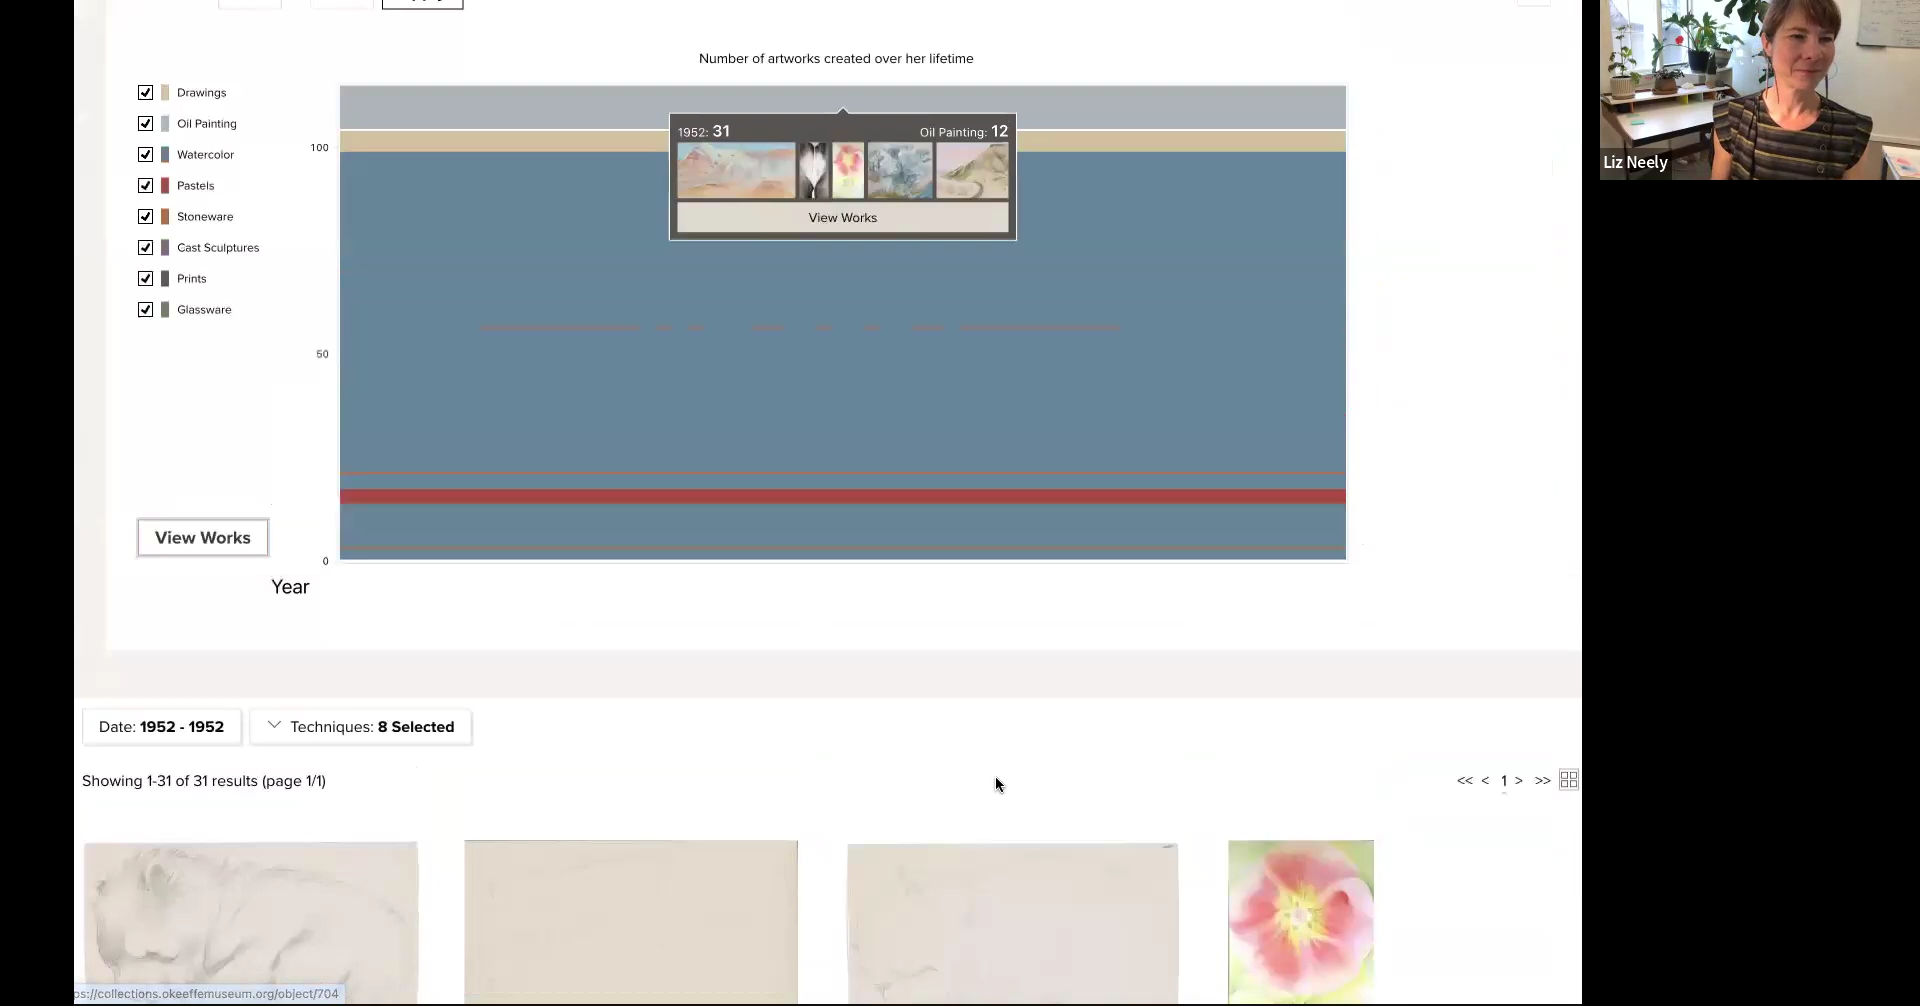 Number of artworks created over her lifetime
Drawings
Oil Painting
Watercolor
Pastels
Stoneware
Cast Sculptures
Prints
Glassware
100
50
0
1952: 31 Oil Painting: 12
View Works
View Works
Year
Liz Neely
Date: 1952 - 1952
Techniques: 8 Selected
Showing 1-31 of 31 results (page 1/1)
<< < 1 > >>
ps://collections.okeeffemuseum.org/object/704